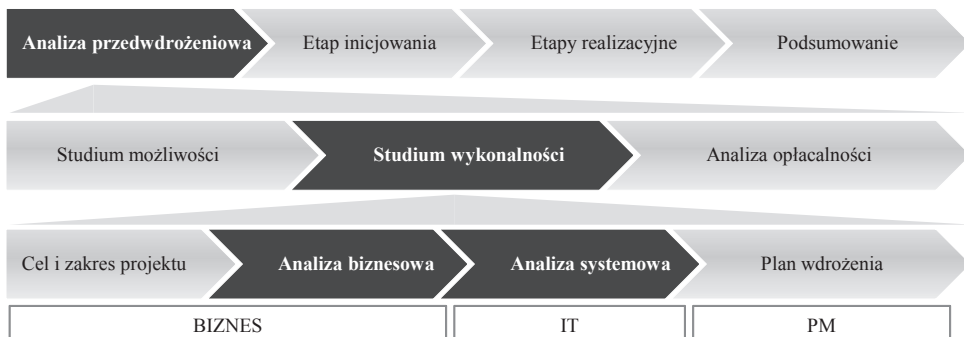 Analiza przedwdrożeniowa
Etap inicjowania
Etapy realizacyjne
Podsumowanie
Studium możliwości
Studium wykonalności
Analiza opłacalności
Cel i zakres projektu
Analiza biznesowa
Analiza systemowa
Plan wdrożenia
BIZNES
IT
PM